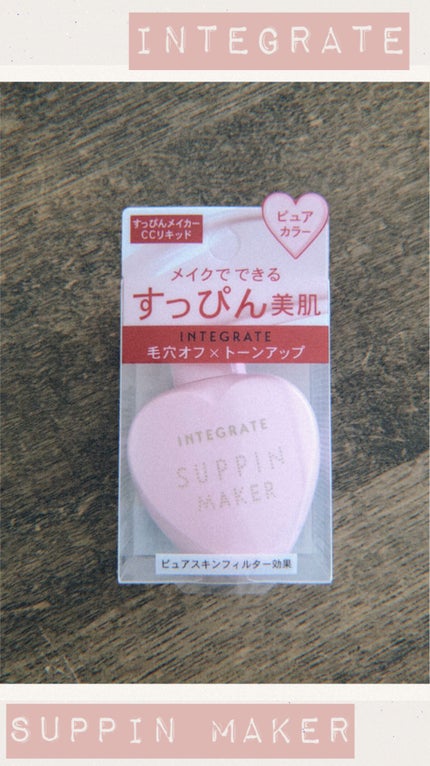 INTEGRATE
すっぴんメイカー
CCリキッド
ピュア
カラー
メイクで できる
すっぴん美肌
INTEGRATE
毛穴オフ×トーンアップ
INTEGRATE
SUPPIN
MAKER
ピュアスキンフィルター効果
SUPPIN MAKER